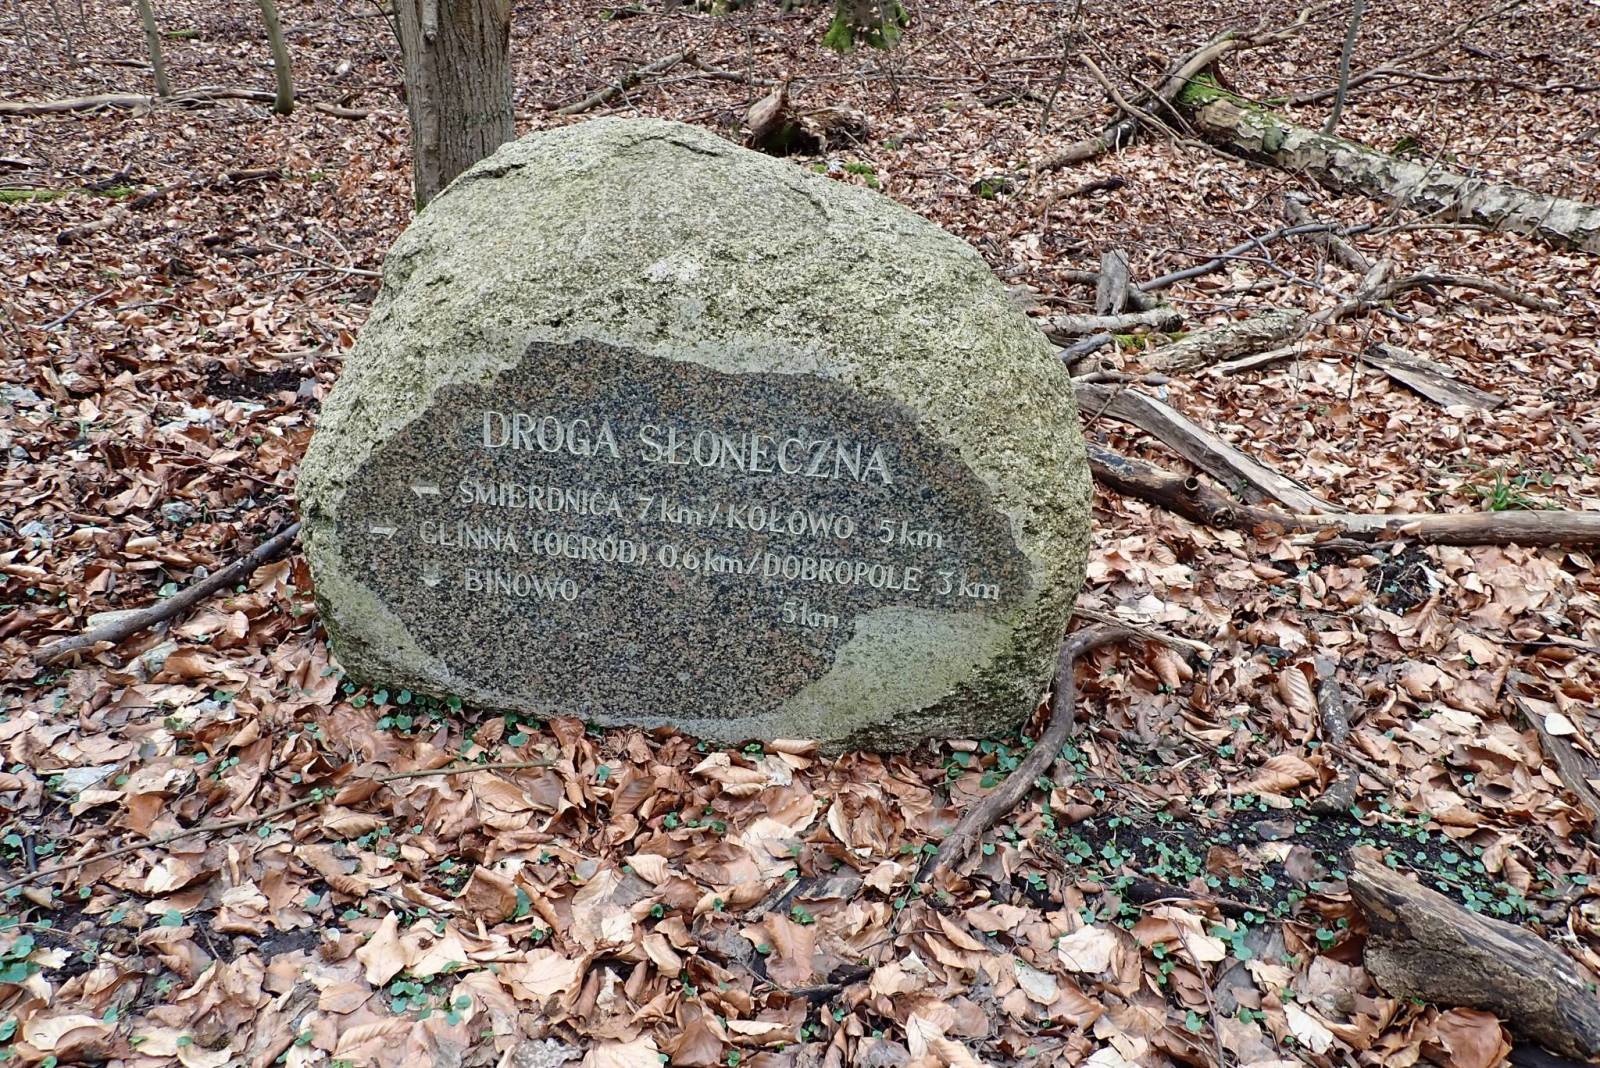 DROGA SŁONECZNA
← ŚMIERDNICA 7 km / KOŁOWO 5 km
→ GLINNA (OGRÓD) 0.6 km / DOBROPOLE 3 km
↓ BINOWO 5 km